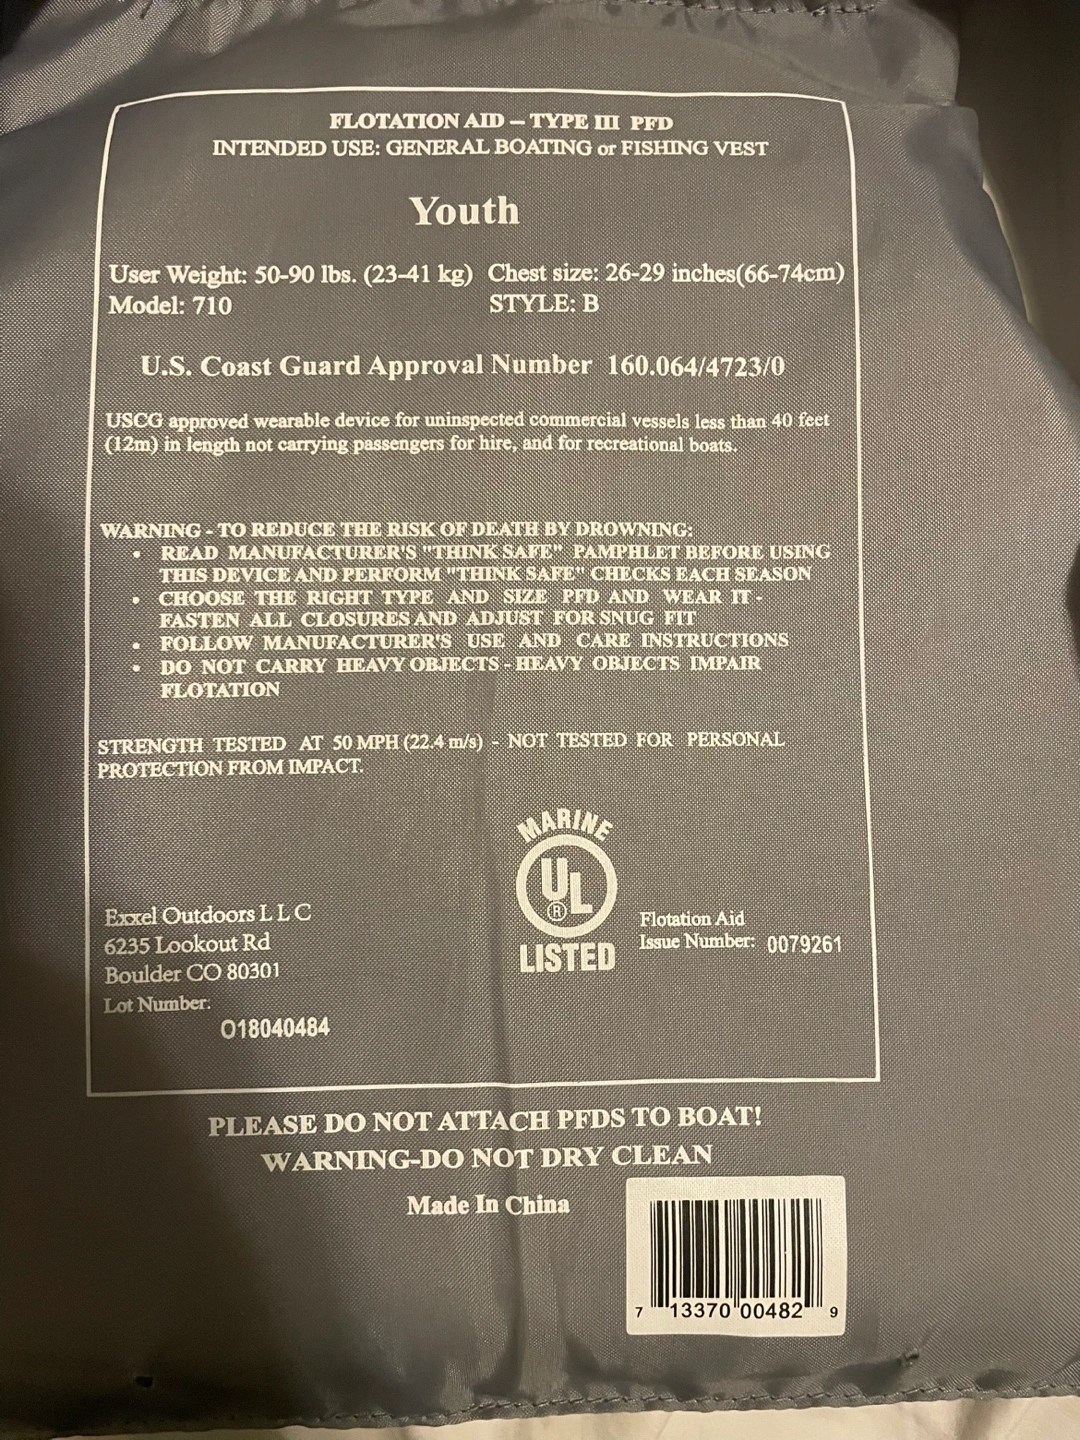 FLOTATION AID – TYPE III PFD
INTENDED USE: GENERAL BOATING or FISHING VEST
Youth
User Weight: 50-90 lbs. (23-41 kg) Chest size: 26-29 inches(66-74cm)
Model: 710 STYLE: B
U.S. Coast Guard Approval Number 160.064/4723/0
USCG approved wearable device for uninspected commercial vessels less than 40 feet
(12m) in length not carrying passengers for hire, and for recreational boats.
WARNING - TO REDUCE THE RISK OF DEATH BY DROWNING:
• READ MANUFACTURER'S "THINK SAFE" PAMPHLET BEFORE USING
THIS DEVICE AND PERFORM "THINK SAFE" CHECKS EACH SEASON
• CHOOSE THE RIGHT TYPE AND SIZE PFD AND WEAR IT -
FASTEN ALL CLOSURES AND ADJUST FOR SNUG FIT
• FOLLOW MANUFACTURER'S USE AND CARE INSTRUCTIONS
• DO NOT CARRY HEAVY OBJECTS - HEAVY OBJECTS IMPAIR
FLOTATION
STRENGTH TESTED AT 50 MPH (22.4 m/s) - NOT TESTED FOR PERSONAL
PROTECTION FROM IMPACT.
MARINE
UL ®
LISTED
Flotation Aid
Issue Number: 0079261
Exxel Outdoors L L C
6235 Lookout Rd
Boulder CO 80301
Lot Number:
O18040484
PLEASE DO NOT ATTACH PFDS TO BOAT!
WARNING-DO NOT DRY CLEAN
Made In China
7 13370 00482 9